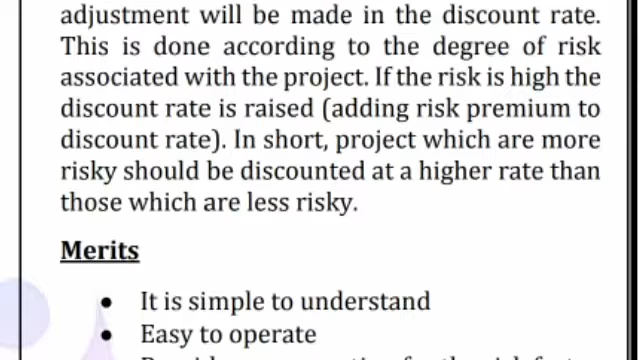 adjustment will be made in the discount rate.
This is done according to the degree of risk
associated with the project. If the risk is high the
discount rate is raised (adding risk premium to
discount rate). In short, project which are more
risky should be discounted at a higher rate than
those which are less risky.
Merits
• It is simple to understand
• Easy to operate